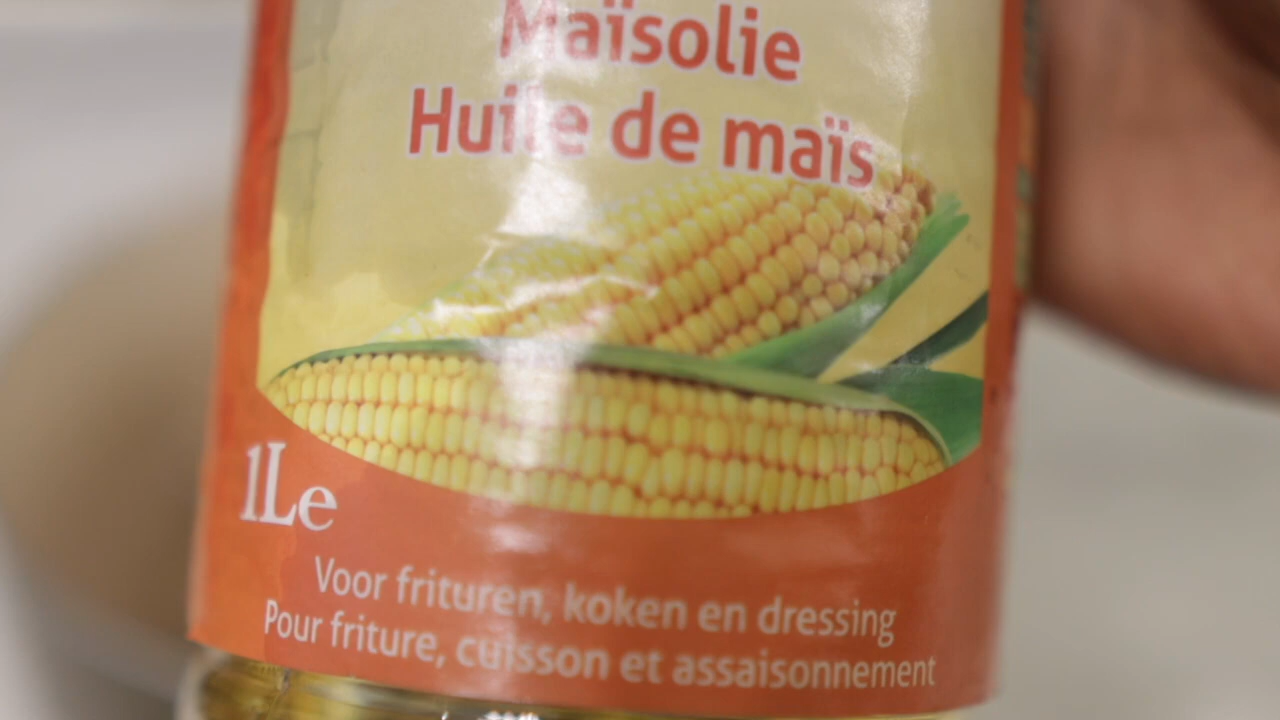 Maïsolie
Huile de maïs
1Le
Voor frituren, koken en dressing
Pour friture, cuisson et assaisonnement